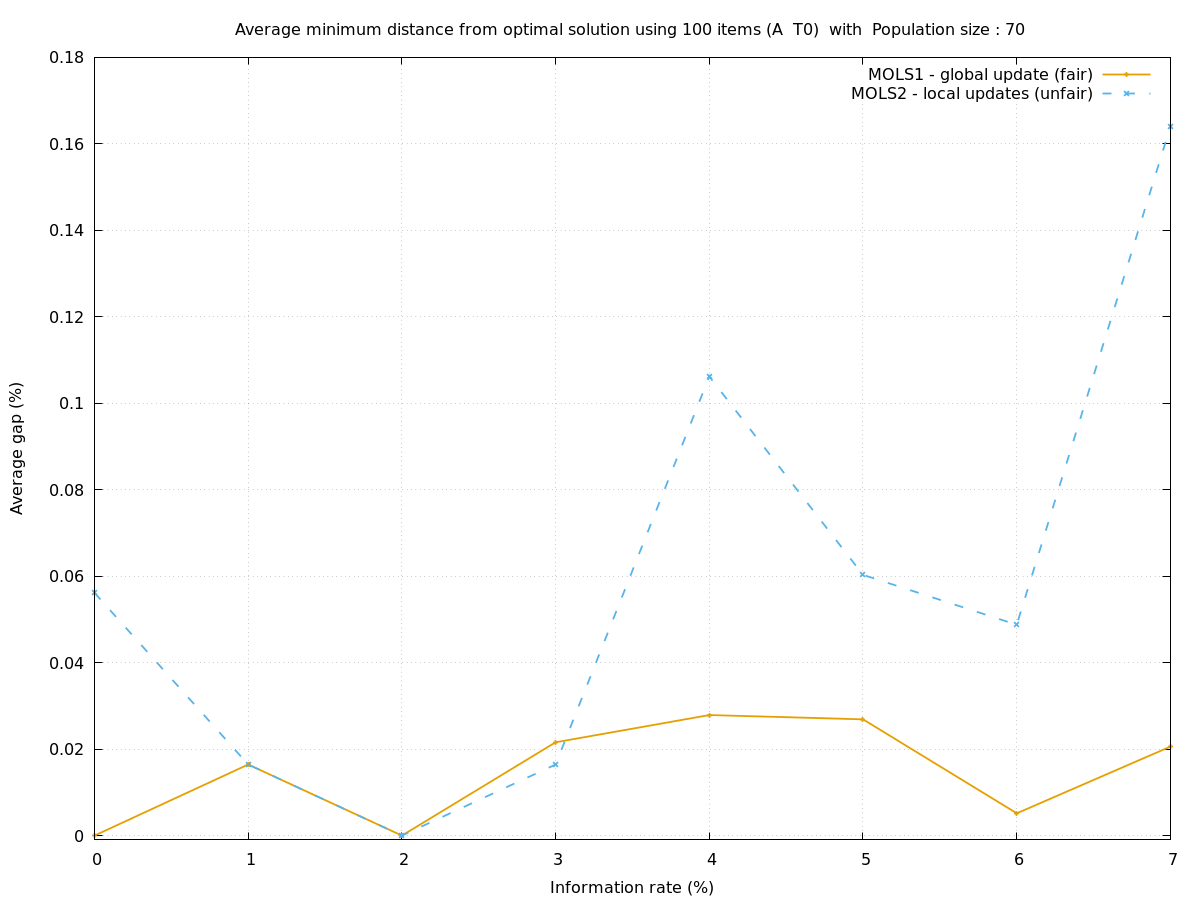 Average minimum distance from optimal solution using 100 items (A  T0)  with  Population size : 70
MOLS1 - global update (fair)
MOLS2 - local updates (unfair)
0.18
0.16
0.14
0.12
0.1
0.08
0.06
0.04
0.02
0
Average gap (%)
0 1 2 3 4 5 6 7
Information rate (%)